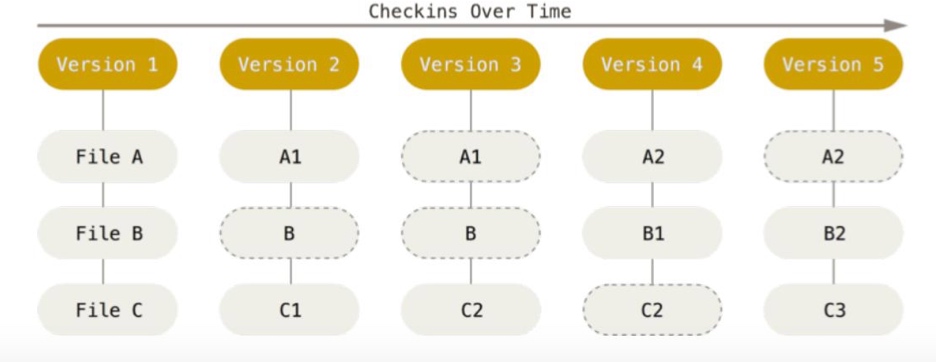 Checkins Over Time
Version 1 Version 2 Version 3 Version 4 Version 5
File A A1 A1 A2 A2
File B B B B1 B2
File C C1 C2 C2 C3